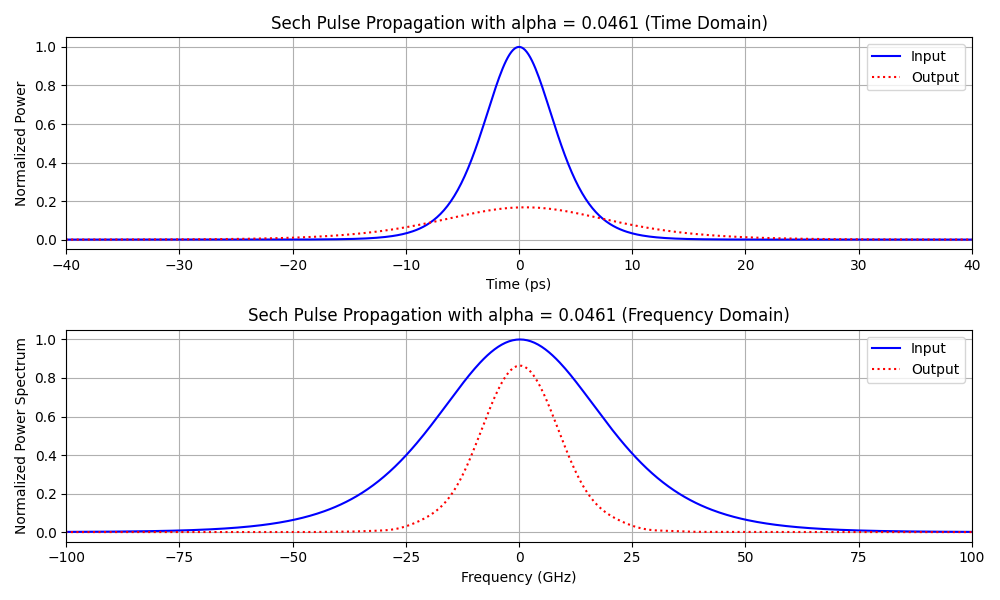 Sech Pulse Propagation with alpha = 0.0461 (Time Domain)
Normalized Power
1.0
0.8
0.6
0.4
0.2
0.0
Input
Output
−40 −30 −20 −10 0 10 20 30 40
Time (ps)
Sech Pulse Propagation with alpha = 0.0461 (Frequency Domain)
Normalized Power Spectrum
1.0
0.8
0.6
0.4
0.2
0.0
Input
Output
−100 −75 −50 −25 0 25 50 75 100
Frequency (GHz)